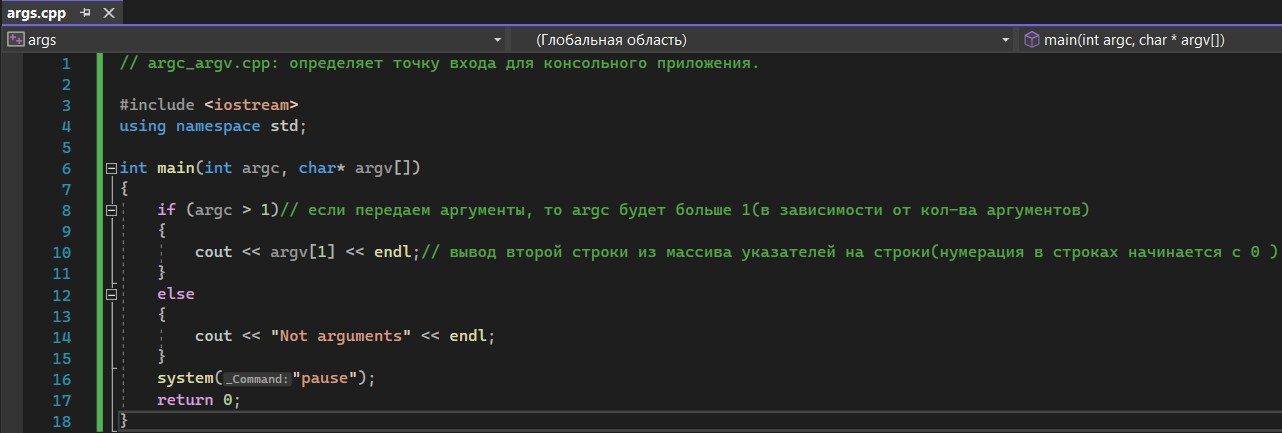 args.cpp
args (Глобальная область) main(int argc, char * argv[])
1 // argc_argv.cpp: определяет точку входа для консольного приложения.
2
3 #include <iostream>
4 using namespace std;
5
6 int main(int argc, char* argv[])
7 {
8 if (argc > 1)// если передаем аргументы, то argc будет больше 1(в зависимости от кол-ва аргументов)
9 {
10 cout << argv[1] << endl;// вывод второй строки из массива указателей на строки(нумерация в строках начинается с 0 )
11 }
12 else
13 {
14 cout << "Not arguments" << endl;
15 }
16 system(_Command:"pause");
17 return 0;
18 }